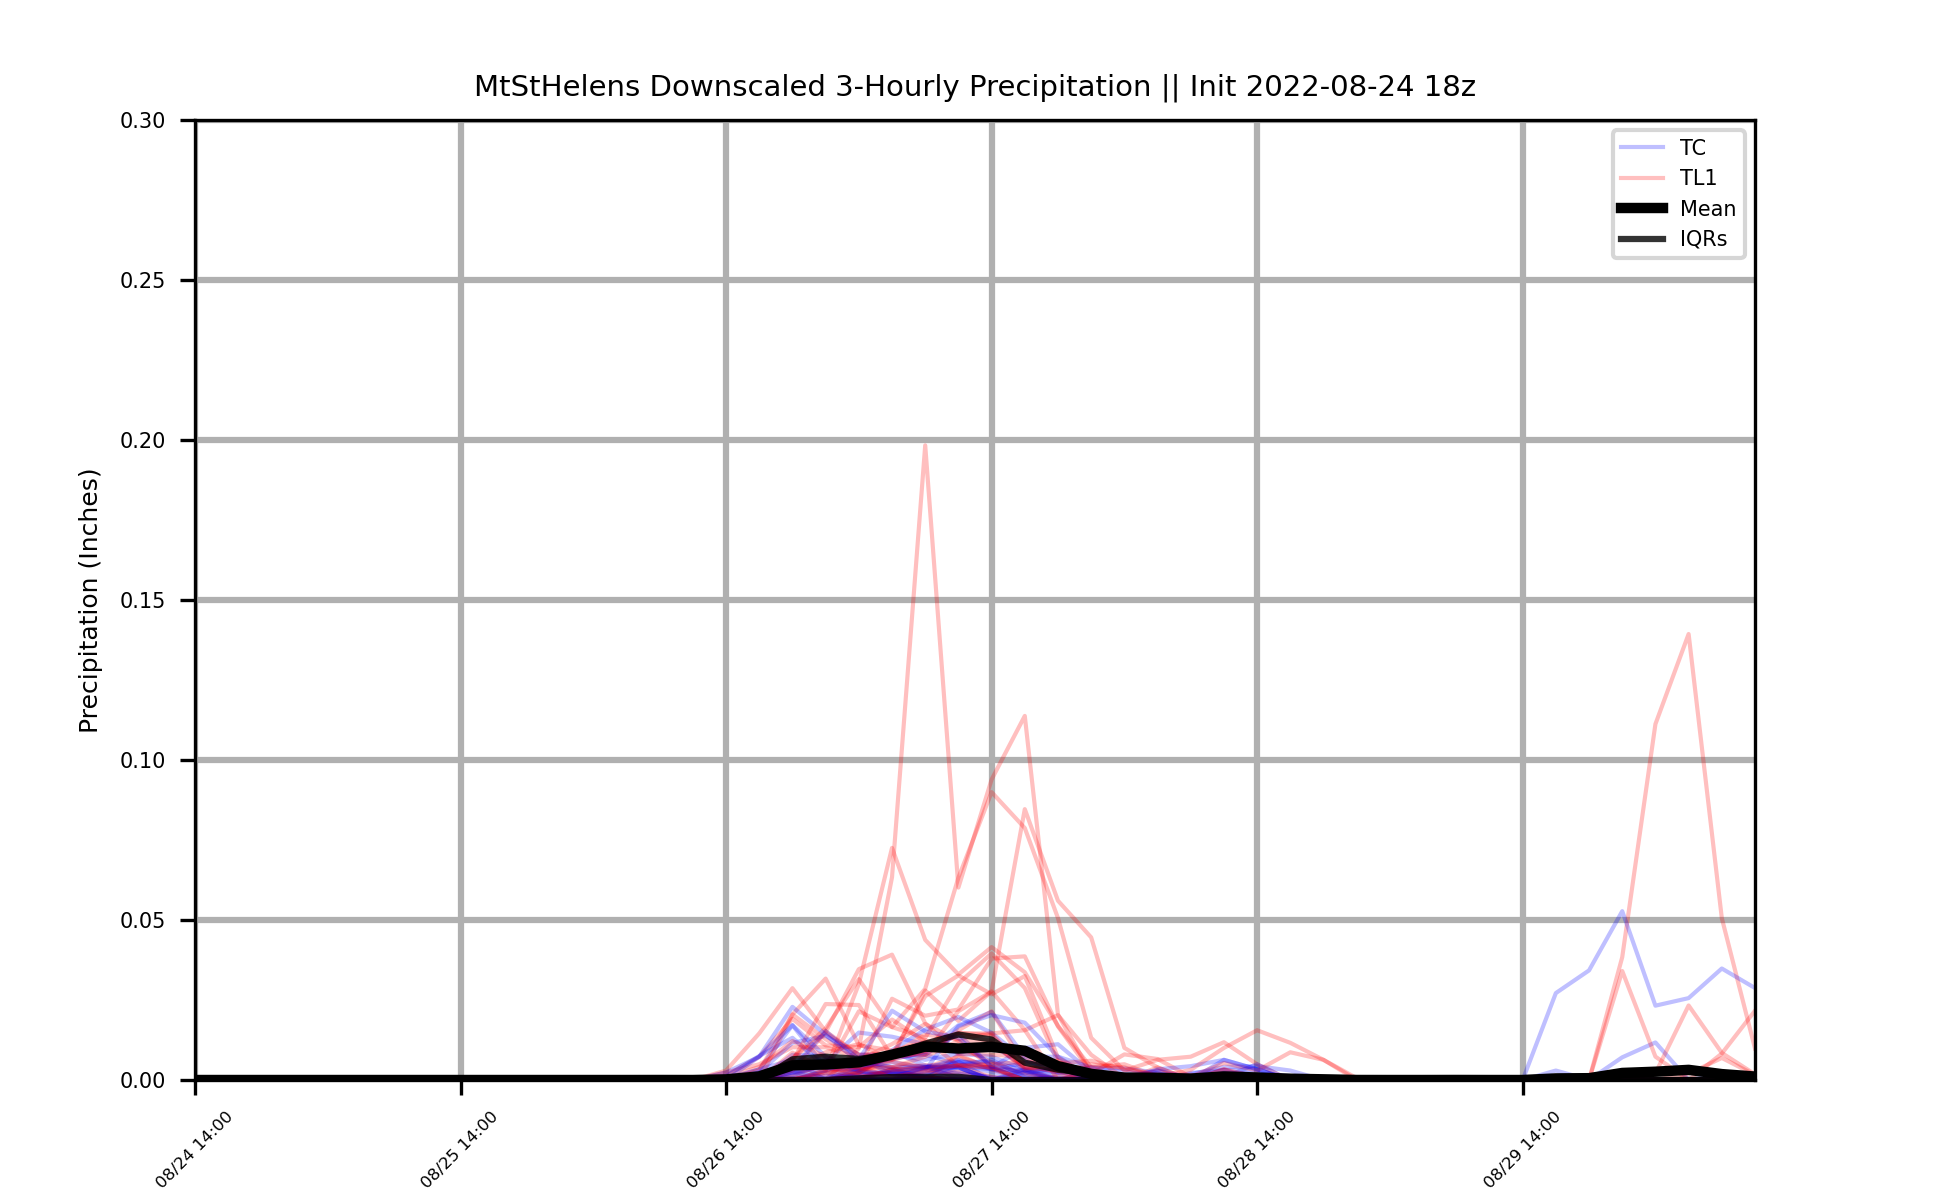 MtStHelens Downscaled 3-Hourly Precipitation || Init 2022-08-24 18z
Precipitation (Inches)
0.30
0.25
0.20
0.15
0.10
0.05
0.00
TC
TL1
Mean
IQRs
08/24 14:00
08/25 14:00
08/26 14:00
08/27 14:00
08/28 14:00
08/29 14:00